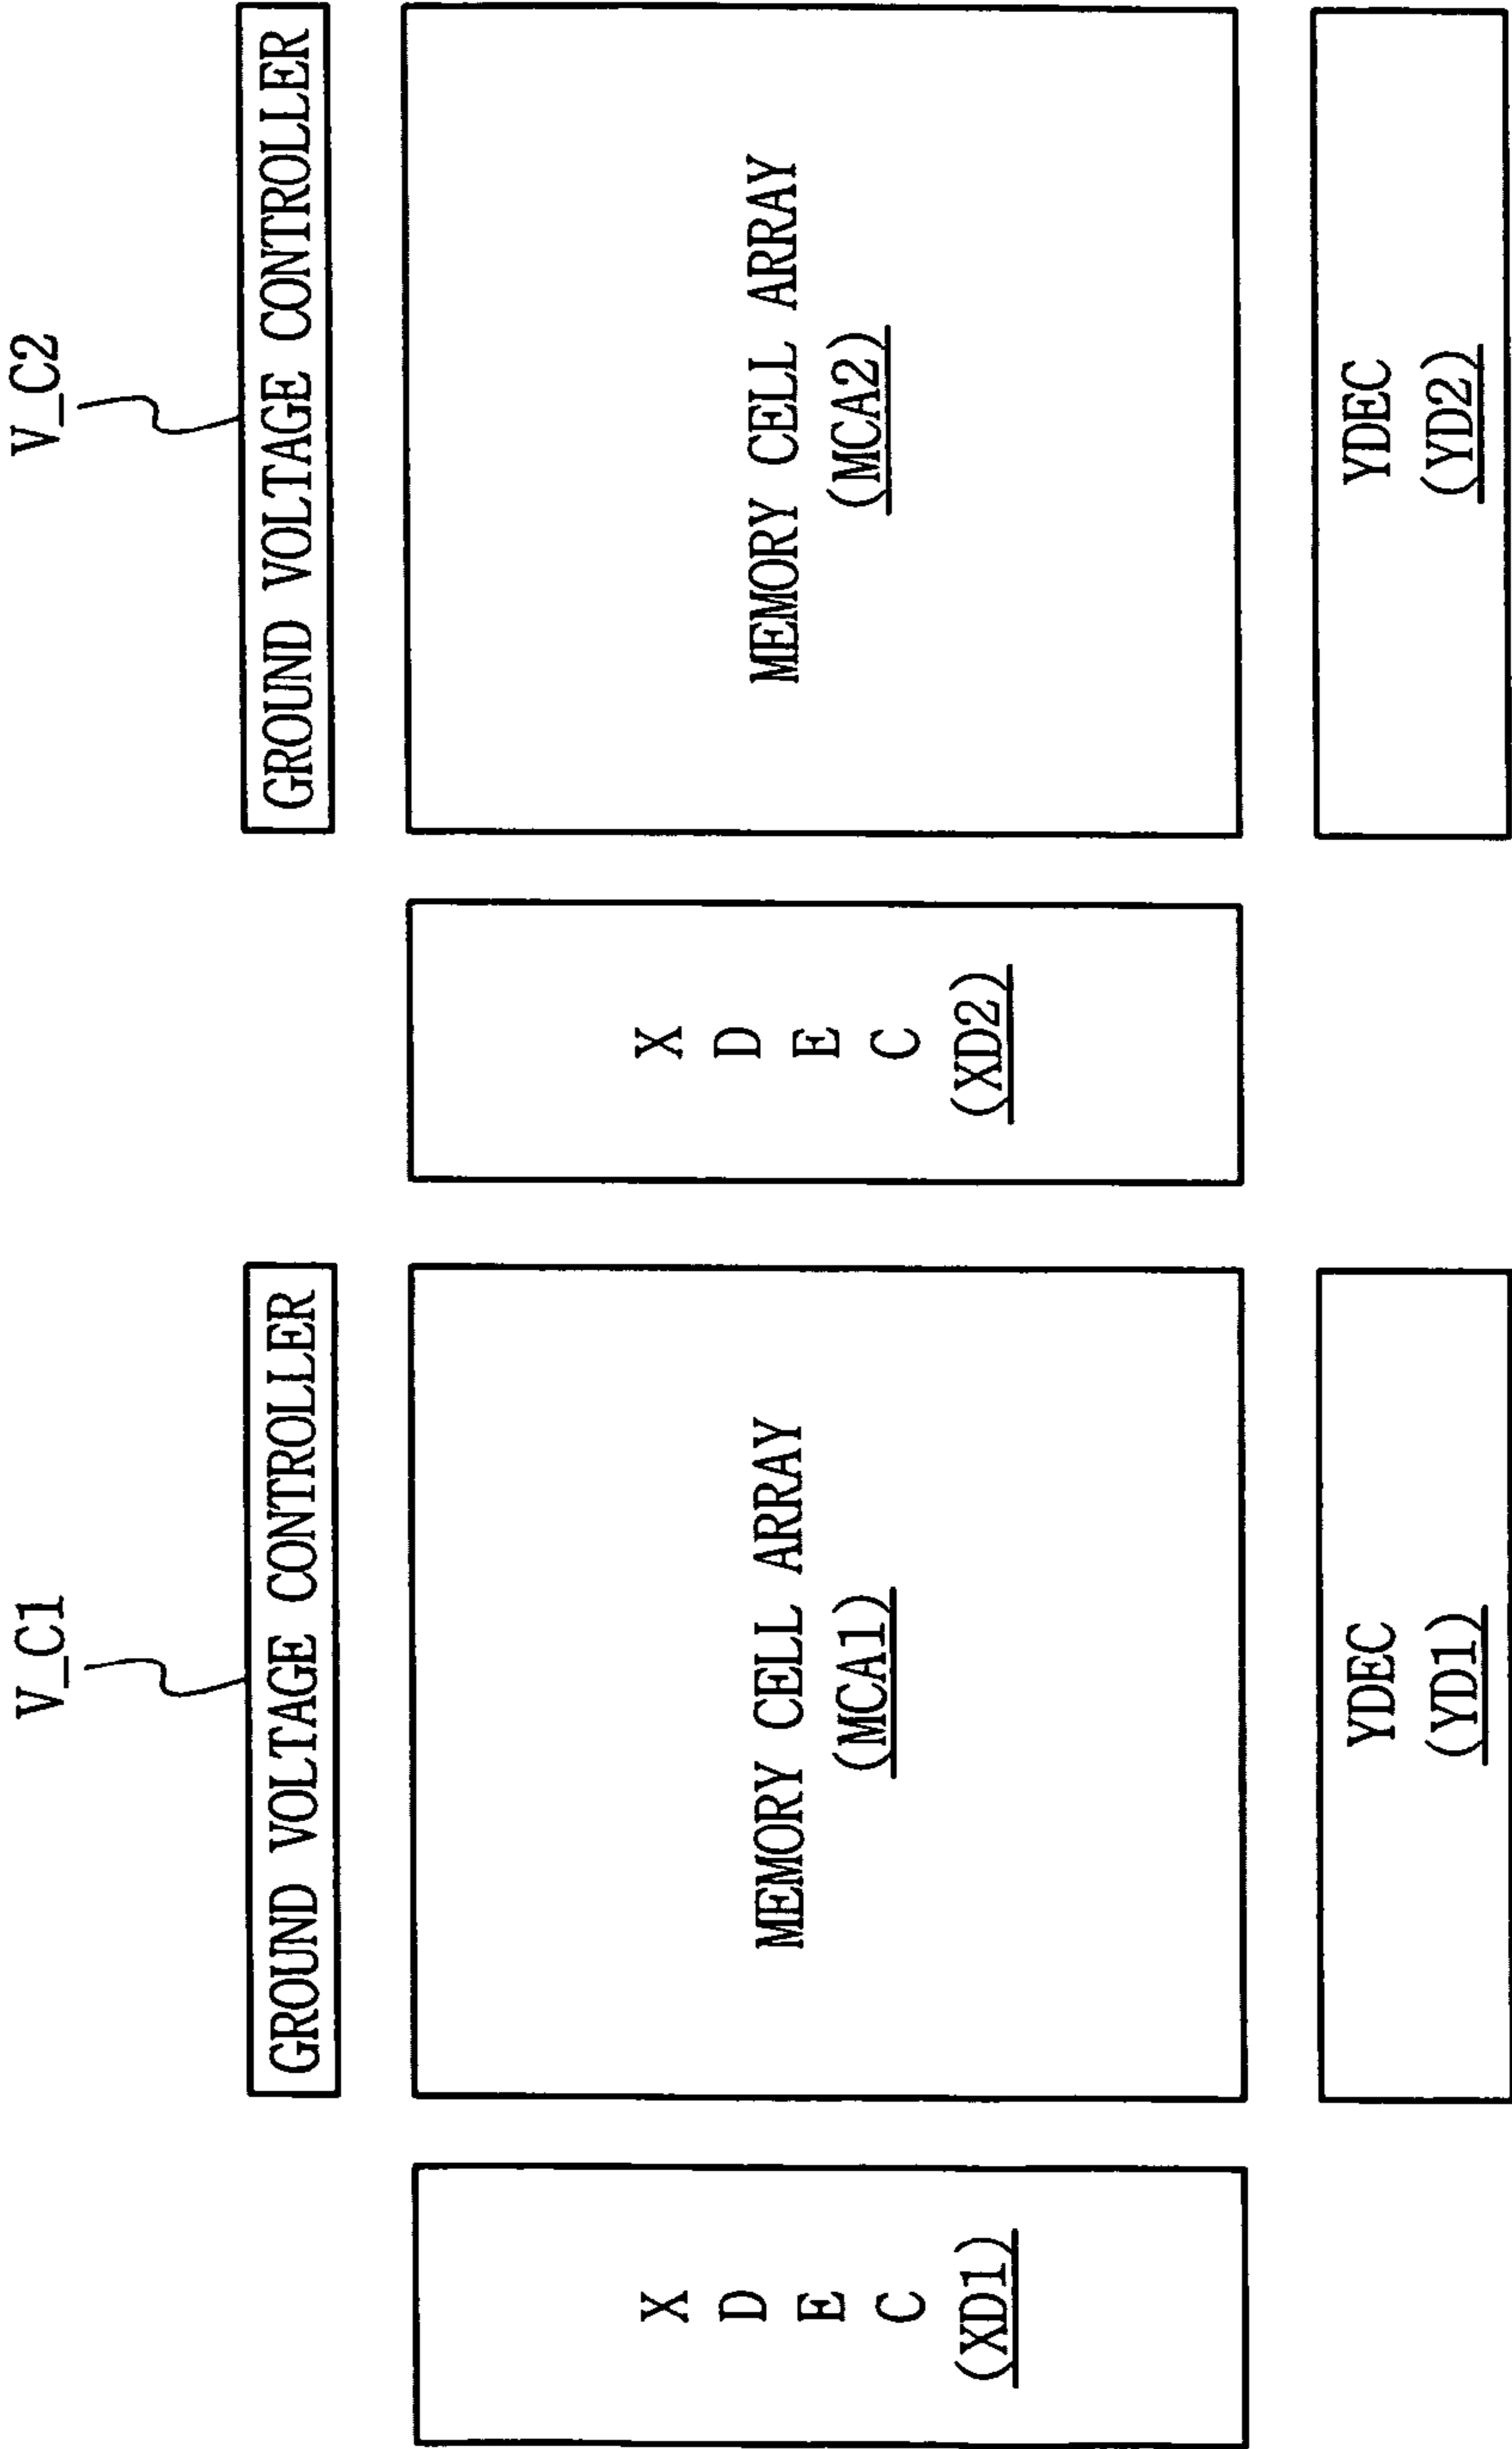 V_C1
V_C2
GROUND VOLTAGE CONTROLLER
GROUND VOLTAGE CONTROLLER
X
D
E
C
(XD1)
MEMORY CELL ARRAY
(MCA1)
X
D
E
C
(XD2)
MEMORY CELL ARRAY
(MCA2)
YDEC
(YD1)
YDEC
(YD2)